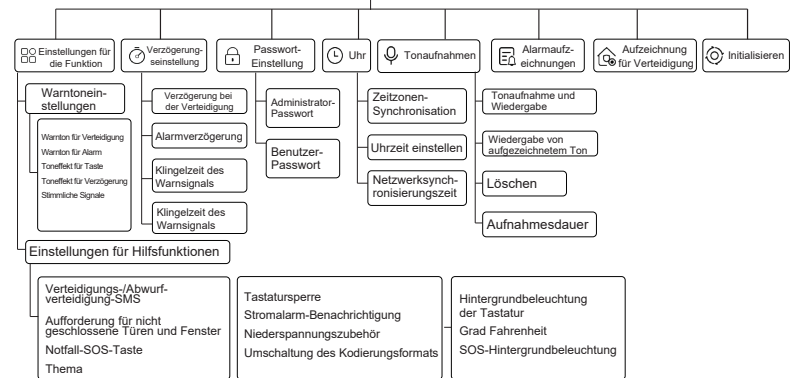 Einstellungen für
die Funktion
Verzögerung-
seinstellung
Passwort-
Einstellung
Uhr
Tonaufnahmen
Alarmaufz-
eichnungen
Aufzeichnung
für Verteidigung
Initialisieren
Warntonein-
stellungen
Warnton für Verteidigung
Warnton für Alarm
Toneffekt für Taste
Toneffekt für Verzögerung
Stimmliche Signale
Verzögerung bei
der Verteidigung
Alarmverzögerung
Klingelzeit des
Warnsignals
Klingelzeit des
Warnsignals
Administrator-
Passwort
Benutzer-
Passwort
Zeitzonen-
Synchronisation
Uhrzeit einstellen
Netzwerksynch-
ronisierungszeit
Tonaufnahme und
Wiedergabe
Wiedergabe von
aufgezeichnetem Ton
Löschen
Aufnahmesdauer
Einstellungen für Hilfsfunktionen
Verteidigungs-/Abwurf-
verteidigung-SMS
Aufforderung für nicht
geschlossene Türen und Fenster
Notfall-SOS-Taste
Thema
Tastatursperre
Stromalarm-Benachrichtigung
Niederspannungszubehör
Umschaltung des Kodierungsformats
Hintergrundbeleuchtung
der Tastatur
Grad Fahrenheit
SOS-Hintergrundbeleuchtung